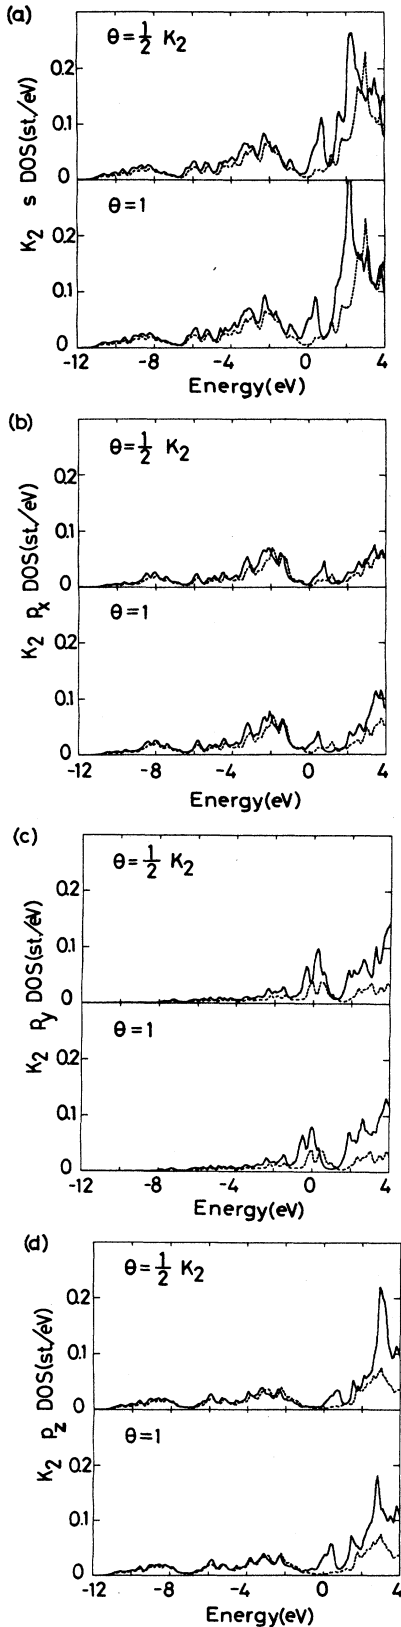 (a)
θ=1/2 K₂
0.2
0.1
0
θ=1
0.2
0.1
0
K₂ s DOS(st./eV)
-12 -8 -4 0 4
Energy(eV)
(b)
θ=1/2 K₂
0.2
0.1
0
θ=1
0.2
0.1
0
K₂ pₓ DOS(st./eV)
-12 -8 -4 0 4
Energy(eV)
(c)
θ=1/2 K₂
0.2
0.1
0
θ=1
0.2
0.1
0
K₂ p_y DOS(st./eV)
-12 -8 -4 0 4
Energy(eV)
(d)
θ=1/2 K₂
0.2
0.1
0
θ=1
0.2
0.1
0
K₂ p_z DOS(st./eV)
-12 -8 -4 0 4
Energy(eV)